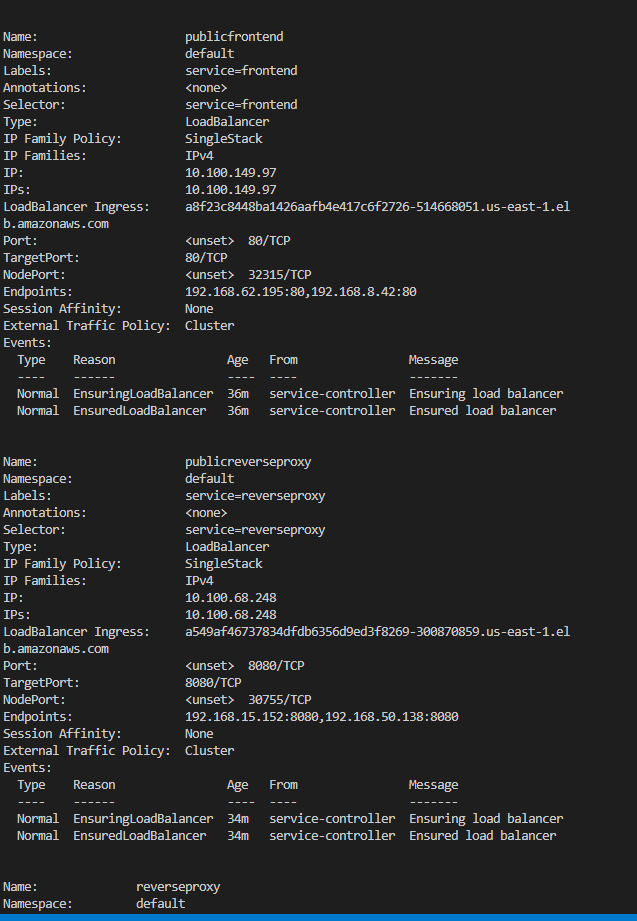 Name:                     publicfrontend
Namespace:                default
Labels:                   service=frontend
Annotations:              <none>
Selector:                 service=frontend
Type:                     LoadBalancer
IP Family Policy:         SingleStack
IP Families:              IPv4
IP:                       10.100.149.97
IPs:                      10.100.149.97
LoadBalancer Ingress:     a8f23c8448ba1426aafb4e417c6f2726-514668051.us-east-1.el
b.amazonaws.com
Port:                     <unset>  80/TCP
TargetPort:               80/TCP
NodePort:                 <unset>  32315/TCP
Endpoints:                192.168.62.195:80,192.168.8.42:80
Session Affinity:         None
External Traffic Policy:  Cluster
Events:
  Type    Reason                Age   From                Message
  ----    ------                ----  ----                -------
  Normal  EnsuringLoadBalancer  36m   service-controller  Ensuring load balancer
  Normal  EnsuredLoadBalancer   36m   service-controller  Ensured load balancer
Name:                     publicreverseproxy
Namespace:                default
Labels:                   service=reverseproxy
Annotations:              <none>
Selector:                 service=reverseproxy
Type:                     LoadBalancer
IP Family Policy:         SingleStack
IP Families:              IPv4
IP:                       10.100.68.248
IPs:                      10.100.68.248
LoadBalancer Ingress:     a549af46737834dfdb6356d9ed3f8269-300870859.us-east-1.el
b.amazonaws.com
Port:                     <unset>  8080/TCP
TargetPort:               8080/TCP
NodePort:                 <unset>  30755/TCP
Endpoints:                192.168.15.152:8080,192.168.50.138:8080
Session Affinity:         None
External Traffic Policy:  Cluster
Events:
  Type    Reason                Age   From                Message
  ----    ------                ----  ----                -------
  Normal  EnsuringLoadBalancer  34m   service-controller  Ensuring load balancer
  Normal  EnsuredLoadBalancer   34m   service-controller  Ensured load balancer
Name:              reverseproxy
Namespace:         default